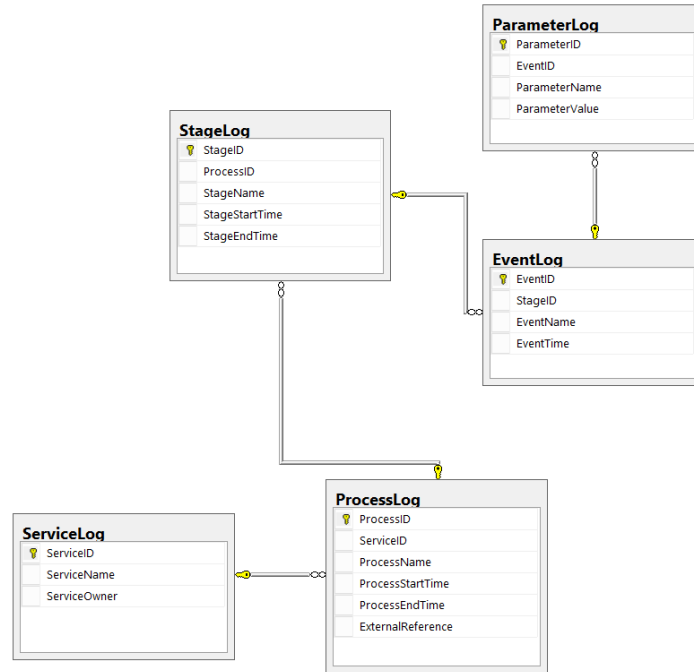 ParameterLog
ParameterID
EventID
ParameterName
ParameterValue
StageLog
StageID
ProcessID
StageName
StageStartTime
StageEndTime
EventLog
EventID
StageID
EventName
EventTime
ProcessLog
ProcessID
ServiceID
ProcessName
ProcessStartTime
ProcessEndTime
ExternalReference
ServiceLog
ServiceID
ServiceName
ServiceOwner